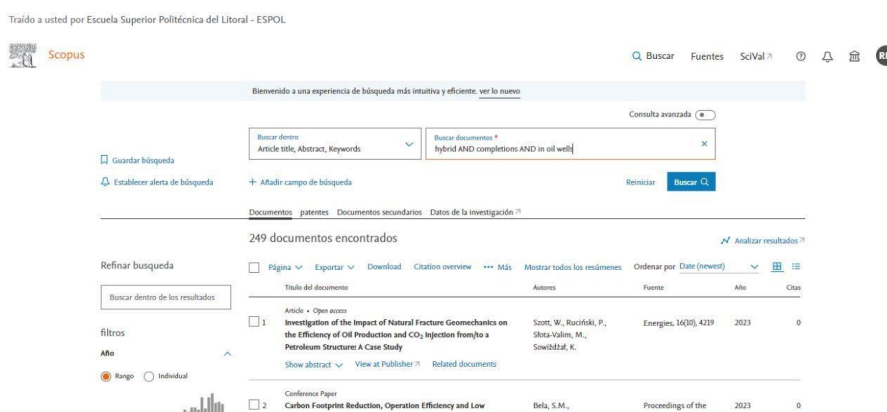 Traído a usted por Escuela Superior Politécnica del Litoral - ESPOL
Scopus
Buscar Fuentes SciVal
Bienvenido a una experiencia de búsqueda más intuitiva y eficiente. ver lo nuevo
Consulta avanzada
Buscar dentro
Article title, Abstract, Keywords
Buscar documentos *
hybrid AND completions AND in oil wells
Guardar búsqueda
Establecer alerta de búsqueda
+ Añadir campo de búsqueda
Reiniciar
Buscar
Documentos patentes Documentos secundarios Datos de la investigación
249 documentos encontrados
Analizar resultados
Refinar busqueda
Buscar dentro de los resultados
filtros
Año
Rango Individual
Página Exportar Download Citation overview ••• Más Mostrar todos los resúmenes Ordenar por Date (newest)
Titulo del documento Autores Fuente Año Citas
Article • Open access
1 Investigation of the Impact of Natural Fracture Geomechanics on the Efficiency of Oil Production and CO₂ Injection from/to a Petroleum Structure: A Case Study
Szott, W., Ruciński, P., Słota-Valim, M., Sowiżdżał, K.
Energies, 16(10), 4219
2023
0
Show abstract View at Publisher Related documents
Conference Paper
2 Carbon Footprint Reduction, Operation Efficiency and Low
Bela, S.M.,
Proceedings of the
2023
0